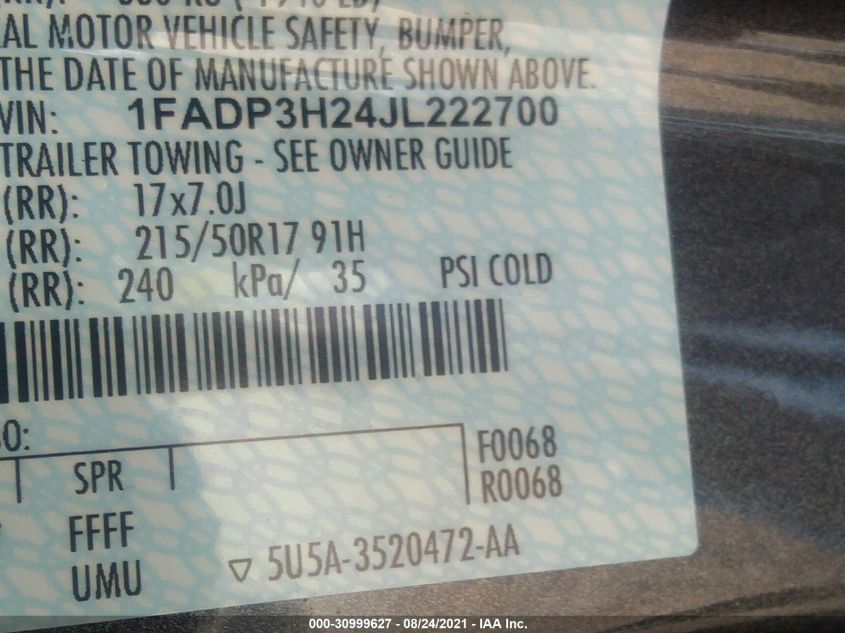 AL MOTOR VEHICLE SAFETY, BUMPER,
THE DATE OF MANUFACTURE SHOWN ABOVE.
VIN: 1FADP3H24JL222700
TRAILER TOWING - SEE OWNER GUIDE
(RR): 17x7.0J
(RR): 215/50R17 91H
(RR): 240 kPa/ 35 PSI COLD
0:
F0068
SPR R0068
FFFF
UMU ▽ 5U5A-3520472-AA
000-30999627 - 08/24/2021 - IAA Inc.